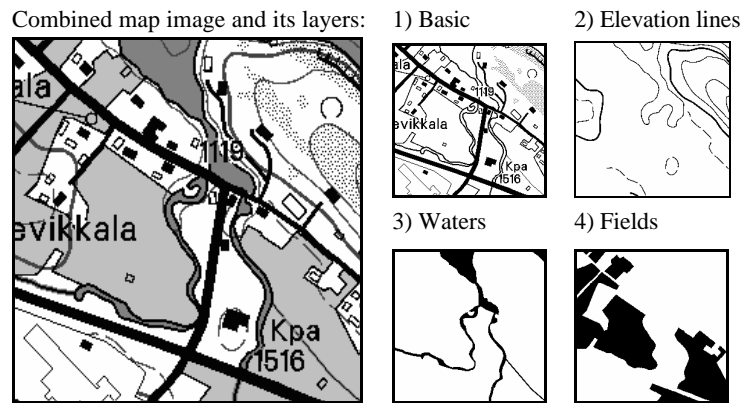 Combined map image and its layers:
1) Basic
2) Elevation lines
ala
1119
evikkala
Kpa
1516
ala
1119
evikkala
Kpa
1516
3) Waters
4) Fields